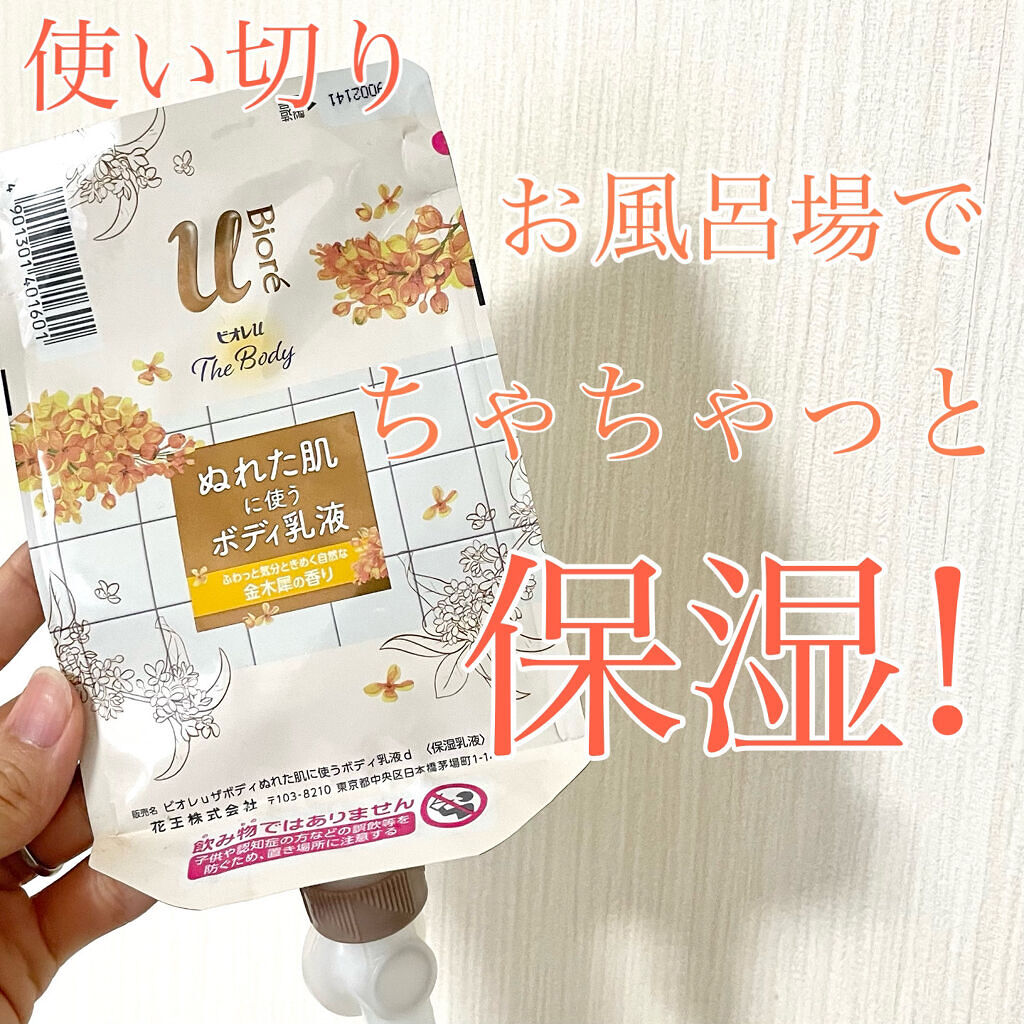 使い切り
お風呂場で
ちゃちゃっと
保湿!
9002141
4 901301 401601
u
Bioré
ビオレu
The Body
ぬれた肌
に使う
ボディ乳液
ふわっと気分ときめく自然な
金木犀の香り
販売名 ビオレuザボディぬれた肌に使うボディ乳液d 〈保湿乳液〉
花王株式会社 〒103-8210 東京都中央区日本橋茅場町1-1
飲み物ではありません
子供や認知症の方などの誤飲等を
防ぐため、置き場所に注意する